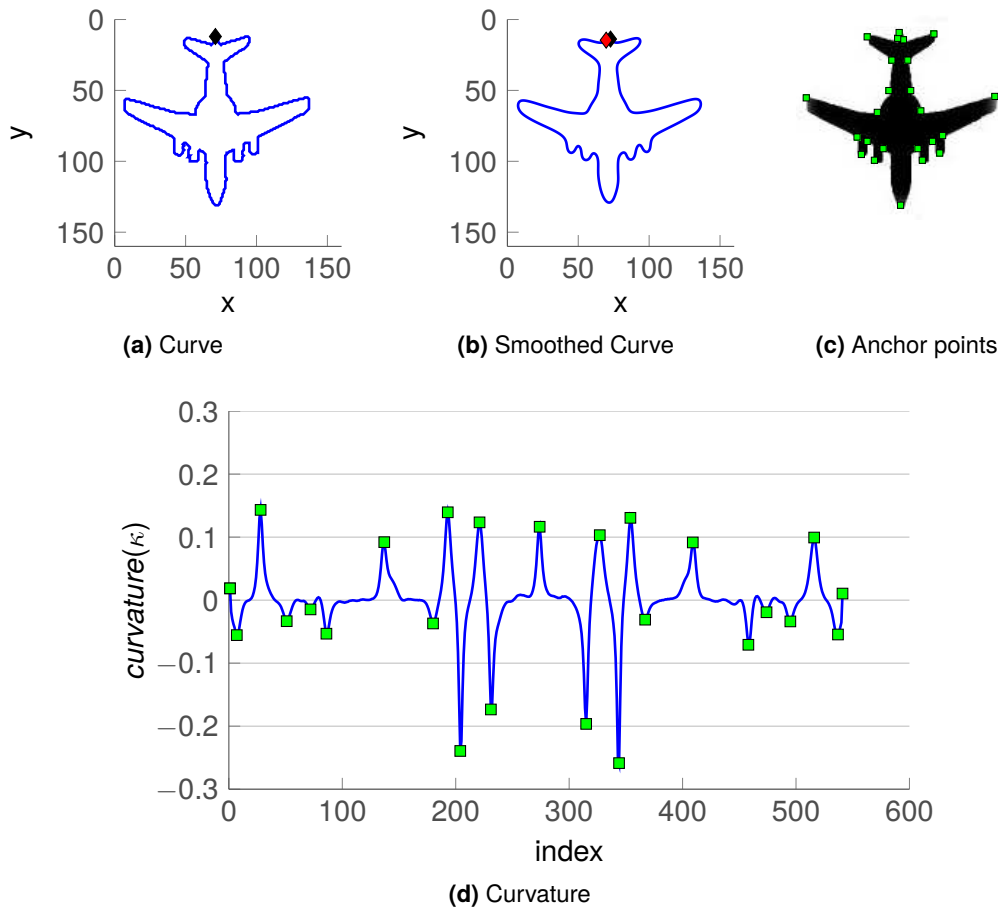 0
50
100
150
y
0 50 100 150
x
(a) Curve
0
50
100
150
y
0 50 100 150
x
(b) Smoothed Curve
(c) Anchor points
0.3
0.2
0.1
0
−0.1
−0.2
−0.3
curvature(κ)
0 100 200 300 400 500 600
index
(d) Curvature